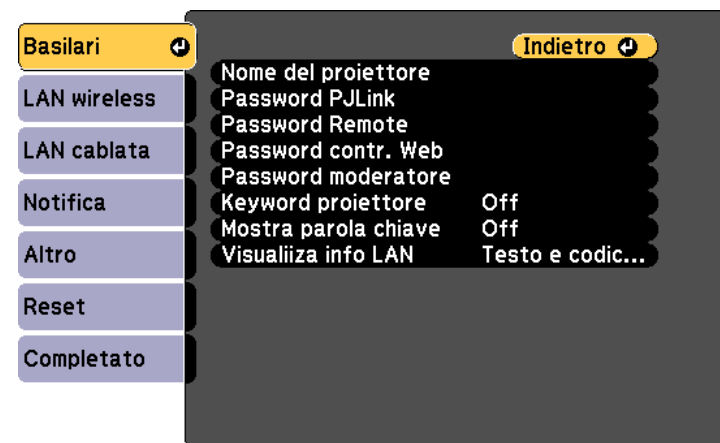 Basilari
LAN wireless
LAN cablata
Notifica
Altro
Reset
Completato
Indietro
Nome del proiettore
Password PJLink
Password Remote
Password contr. Web
Password moderatore
Keyword proiettore Off
Mostra parola chiave Off
Visualiiza info LAN Testo e codic...